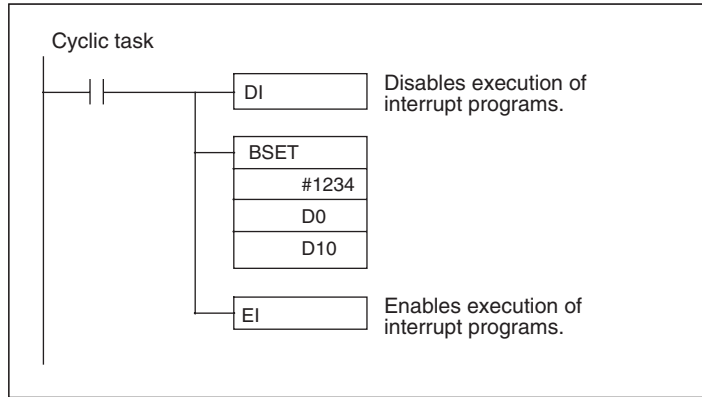 Cyclic task
DI
Disables execution of
interrupt programs.
BSET
#1234
D0
D10
EI
Enables execution of
interrupt programs.